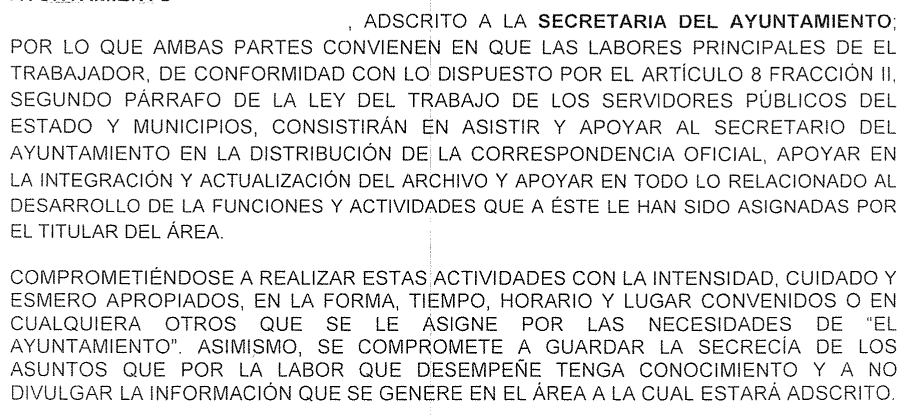 , ADSCRITO A LA SECRETARIA DEL AYUNTAMIENTO;
POR LO QUE AMBAS PARTES CONVIENEN EN QUE LAS LABORES PRINCIPALES DE EL
TRABAJADOR, DE CONFORMIDAD CON LO DISPUESTO POR EL ARTÍCULO 8 FRACCIÓN II,
SEGUNDO PÁRRAFO DE LA LEY DEL TRABAJO DE LOS SERVIDORES PÚBLICOS DEL
ESTADO Y MUNICIPIOS, CONSISTIRÁN EN ASISTIR Y APOYAR AL SECRETARIO DEL
AYUNTAMIENTO EN LA DISTRIBUCIÓN DE LA CORRESPONDENCIA OFICIAL, APOYAR EN
LA INTEGRACIÓN Y ACTUALIZACIÓN DEL ARCHIVO Y APOYAR EN TODO LO RELACIONADO AL
DESARROLLO DE LA FUNCIONES Y ACTIVIDADES QUE A ÉSTE LE HAN SIDO ASIGNADAS POR
EL TITULAR DEL ÁREA.
COMPROMETIÉNDOSE A REALIZAR ESTAS ACTIVIDADES CON LA INTENSIDAD, CUIDADO Y
ESMERO APROPIADOS, EN LA FORMA, TIEMPO, HORARIO Y LUGAR CONVENIDOS O EN
CUALQUIERA OTROS QUE SE LE ASIGNE POR LAS NECESIDADES DE "EL
AYUNTAMIENTO". ASIMISMO, SE COMPROMETE A GUARDAR LA SECRECÍA DE LOS
ASUNTOS QUE POR LA LABOR QUE DESEMPEÑE TENGA CONOCIMIENTO Y A NO
DIVULGAR LA INFORMACIÓN QUE SE GENERE EN EL ÁREA A LA CUAL ESTARÁ ADSCRITO.